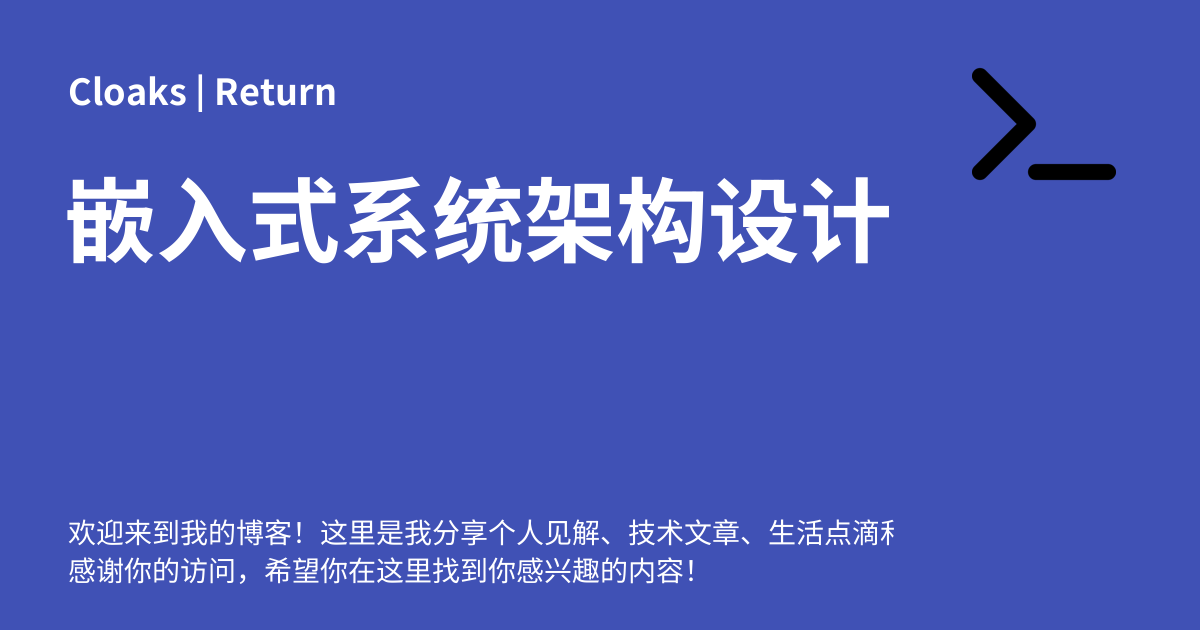 Cloaks | Return
嵌入式系统架构设计
欢迎来到我的博客！这里是我分享个人见解、技术文章、生活点滴
感谢你的访问，希望你在这里找到你感兴趣的内容！